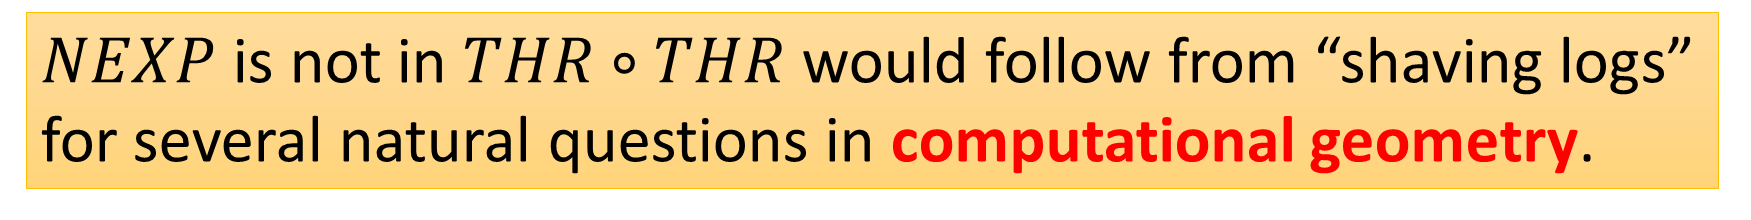 NEXP is not in THR ∘ THR would follow from “shaving logs”
for several natural questions in computational geometry.